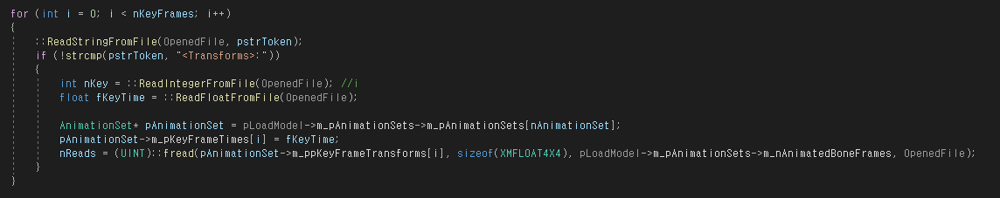 for (int i = 0; i < nKeyFrames; i++)
{
    ::ReadStringFromFile(OpenedFile, pstrToken);
    if (!strcmp(pstrToken, "<Transforms>:"))
    {
        int nKey = ::ReadIntegerFromFile(OpenedFile); //i
        float fKeyTime = ::ReadFloatFromFile(OpenedFile);

        AnimationSet* pAnimationSet = pLoadModel->m_pAnimationSets->m_pAnimationSets[nAnimationSet];
        pAnimationSet->m_pKeyFrameTimes[i] = fKeyTime;
        nReads = (UINT)::fread(pAnimationSet->m_ppKeyFrameTransforms[i], sizeof(XMFLOAT4X4), pLoadModel->m_pAnimationSets->m_nAnimatedBoneFrames, OpenedFile);
    }
}